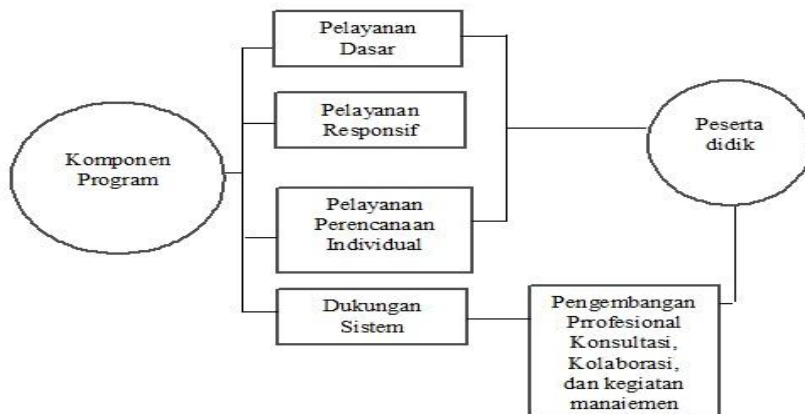 Pelayanan
Dasar
Pelayanan
Responsif
Komponen
Program
Pelayanan
Perencanaan
Individual
Dukungan
Sistem
Peserta
didik
Pengembangan
Prrofesional
Konsultasi,
Kolaborasi,
dan kegiatan
manajemen